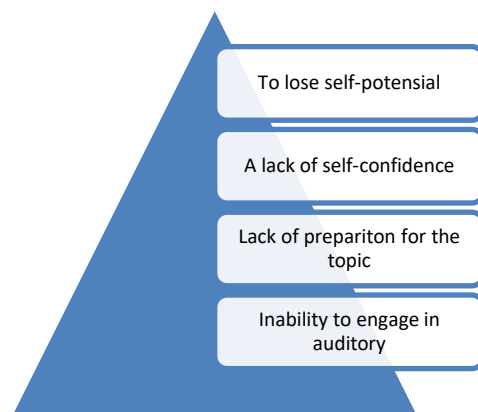 To lose self-potensial
A lack of self-confidence
Lack of prepariton for the
topic
Inability to engage in
auditory